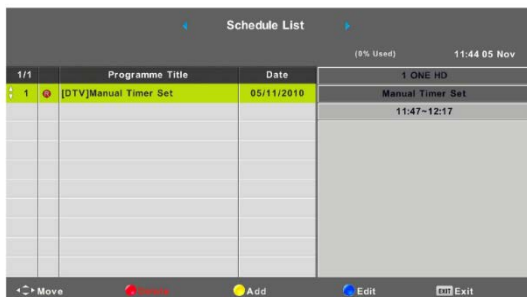 Schedule List
(0% Used) 11:44 05 Nov
1/1 Programme Title Date 1 ONE HD
1 R [DTV]Manual Timer Set 05/11/2010 Manual Timer Set
11:47~12:17
Move Delete Add Edit EXIT Exit